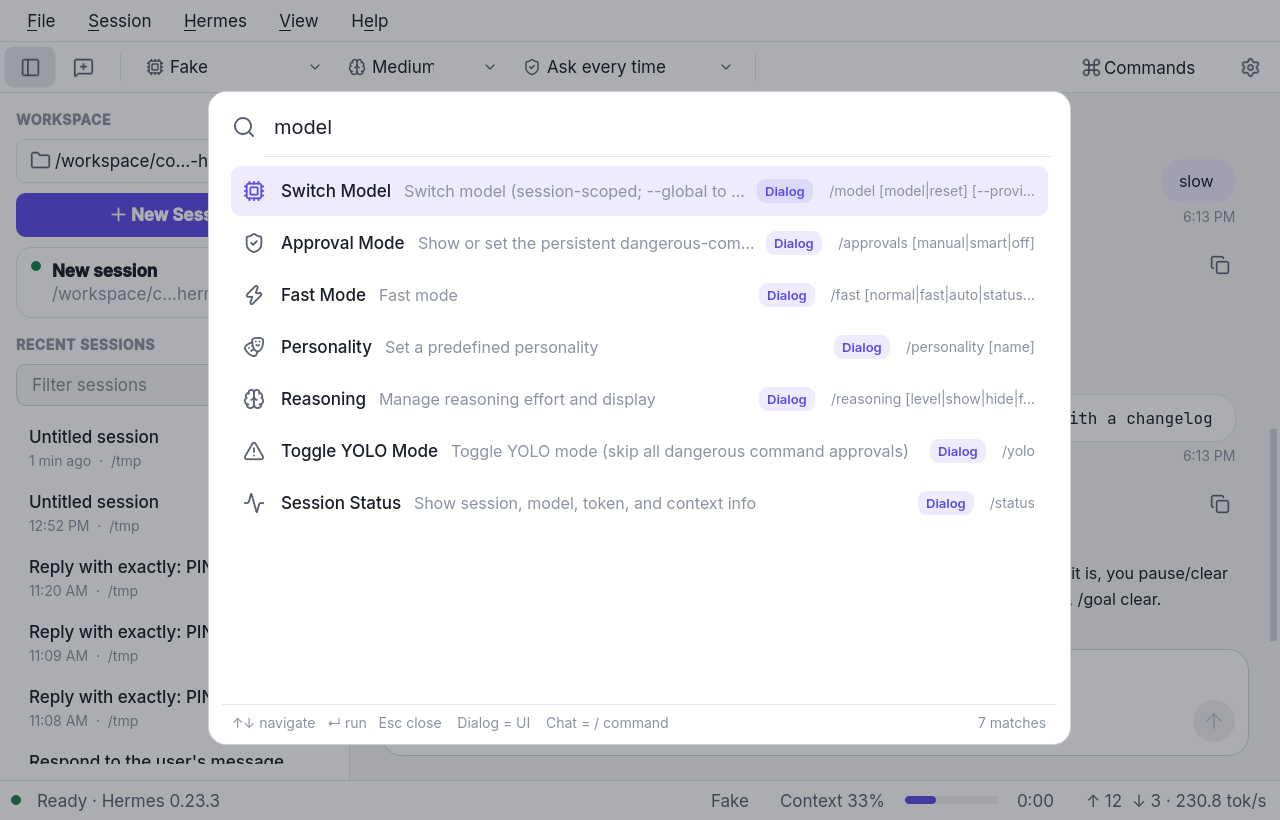 File Session Hermes View Help
Fake Medium Ask every time Commands
WORKSPACE
/workspace/co...-h
New Sess
New session
/workspace/c...herr
RECENT SESSIONS
Filter sessions
Untitled session
1 min ago · /tmp
Untitled session
12:52 PM · /tmp
Reply with exactly: PIN
11:20 AM · /tmp
Reply with exactly: PIN
11:09 AM · /tmp
Reply with exactly: PIN
11:08 AM · /tmp
Respond to the user's message
model
Switch Model Switch model (session-scoped; --global to ... Dialog /model [model|reset] [--provi...
Approval Mode Show or set the persistent dangerous-com... Dialog /approvals [manual|smart|off]
Fast Mode Fast mode Dialog /fast [normal|fast|auto|status...
Personality Set a predefined personality Dialog /personality [name]
Reasoning Manage reasoning effort and display Dialog /reasoning [level|show|hide|f...
Toggle YOLO Mode Toggle YOLO mode (skip all dangerous command approvals) Dialog /yolo
Session Status Show session, model, token, and context info Dialog /status
↑↓ navigate ↵ run Esc close Dialog = UI Chat = / command 7 matches
slow
6:13 PM
ith a changelog
6:13 PM
it is, you pause/clear
/goal clear.
Ready · Hermes 0.23.3 Fake Context 33% 0:00 ↑ 12 ↓ 3 · 230.8 tok/s